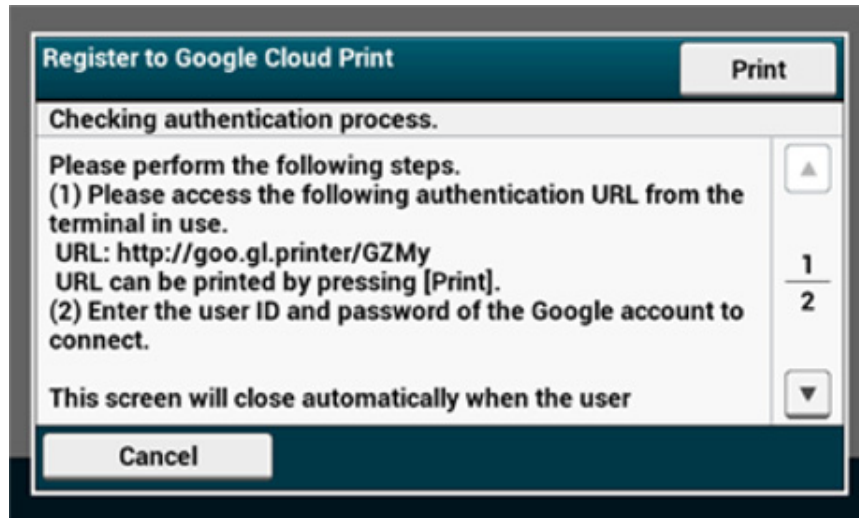 Register to Google Cloud Print
Print
Checking authentication process.
Please perform the following steps.
(1) Please access the following authentication URL from the
terminal in use.
URL: http://goo.gl.printer/GZMy
URL can be printed by pressing [Print].
(2) Enter the user ID and password of the Google account to
connect.
This screen will close automatically when the user
1
2
Cancel